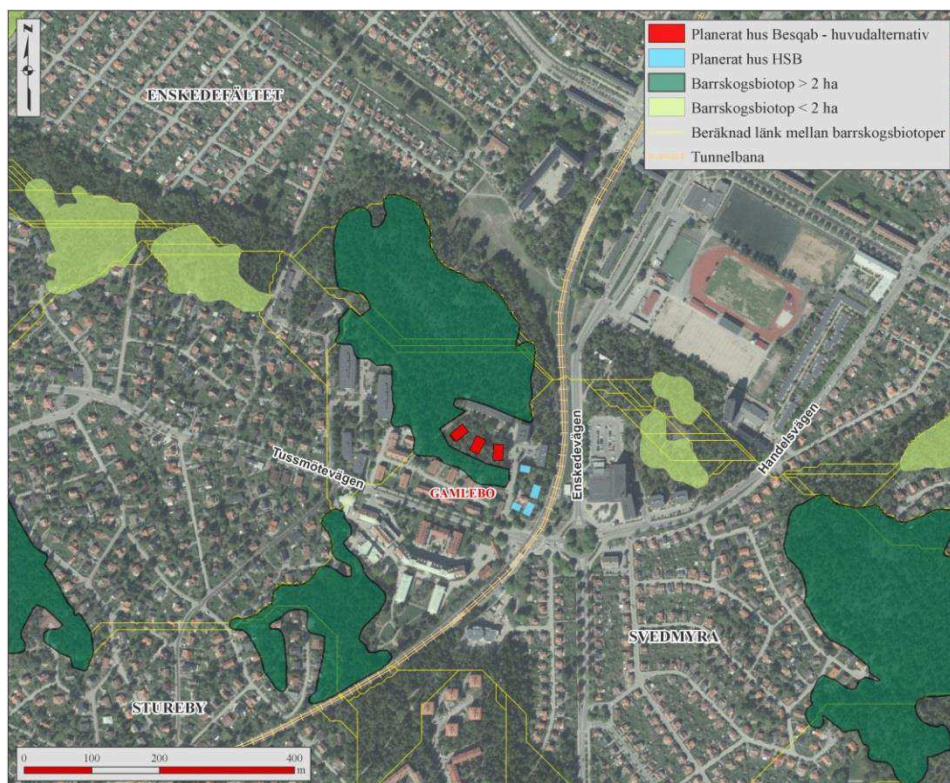 N
Planerat hus Besqab - huvudalternativ
Planerat hus HSB
Barrskogsbiotop > 2 ha
Barrskogsbiotop < 2 ha
Beräknad länk mellan barrskogsbiotoper
Tunnelbana
ENSKEDEFÄLTET
Tussmötevägen
GAMLEBO
Enskedevägen
Handelsvägen
SVEDMYRA
STUREBY
0 100 200 400
m